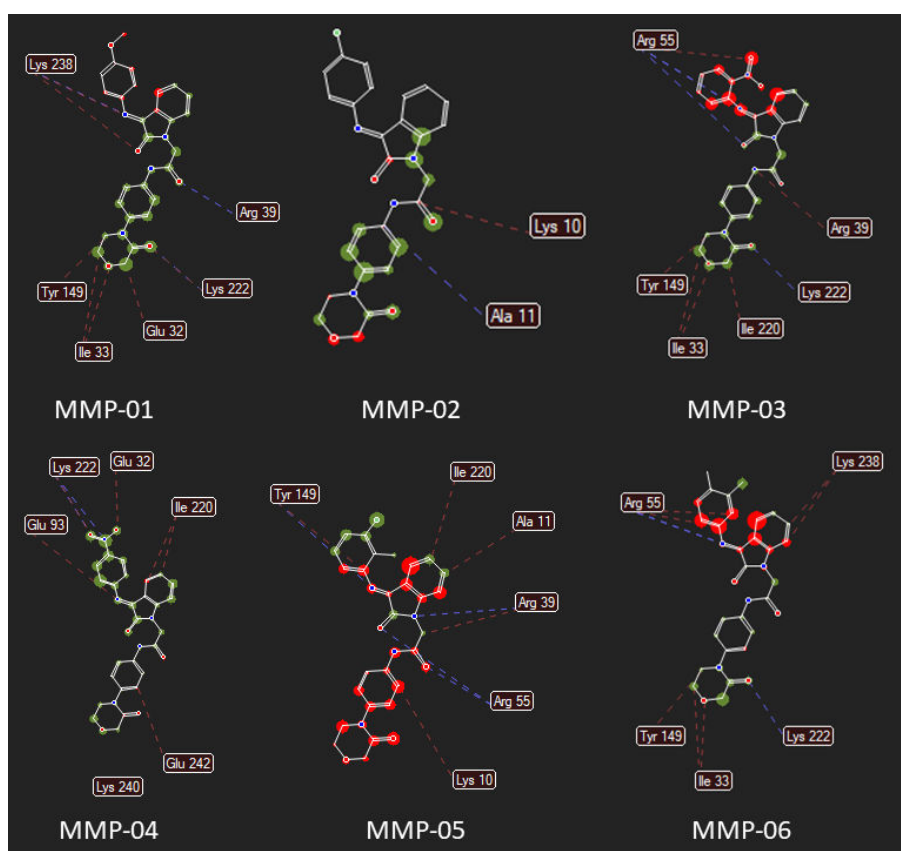 Lys 238
Arg 39
Lys 222
Glu 32
Ile 33
Tyr 149
MMP-01
Lys 10
Ala 11
MMP-02
Arg 55
Arg 39
Lys 222
Ile 220
Ile 33
Tyr 149
MMP-03
Glu 32
Lys 222
Ile 220
Glu 93
Glu 242
Lys 240
MMP-04
Ile 220
Tyr 149
Ala 11
Arg 39
Arg 55
Lys 10
MMP-05
Lys 238
Arg 55
Tyr 149
Lys 222
Ile 33
MMP-06